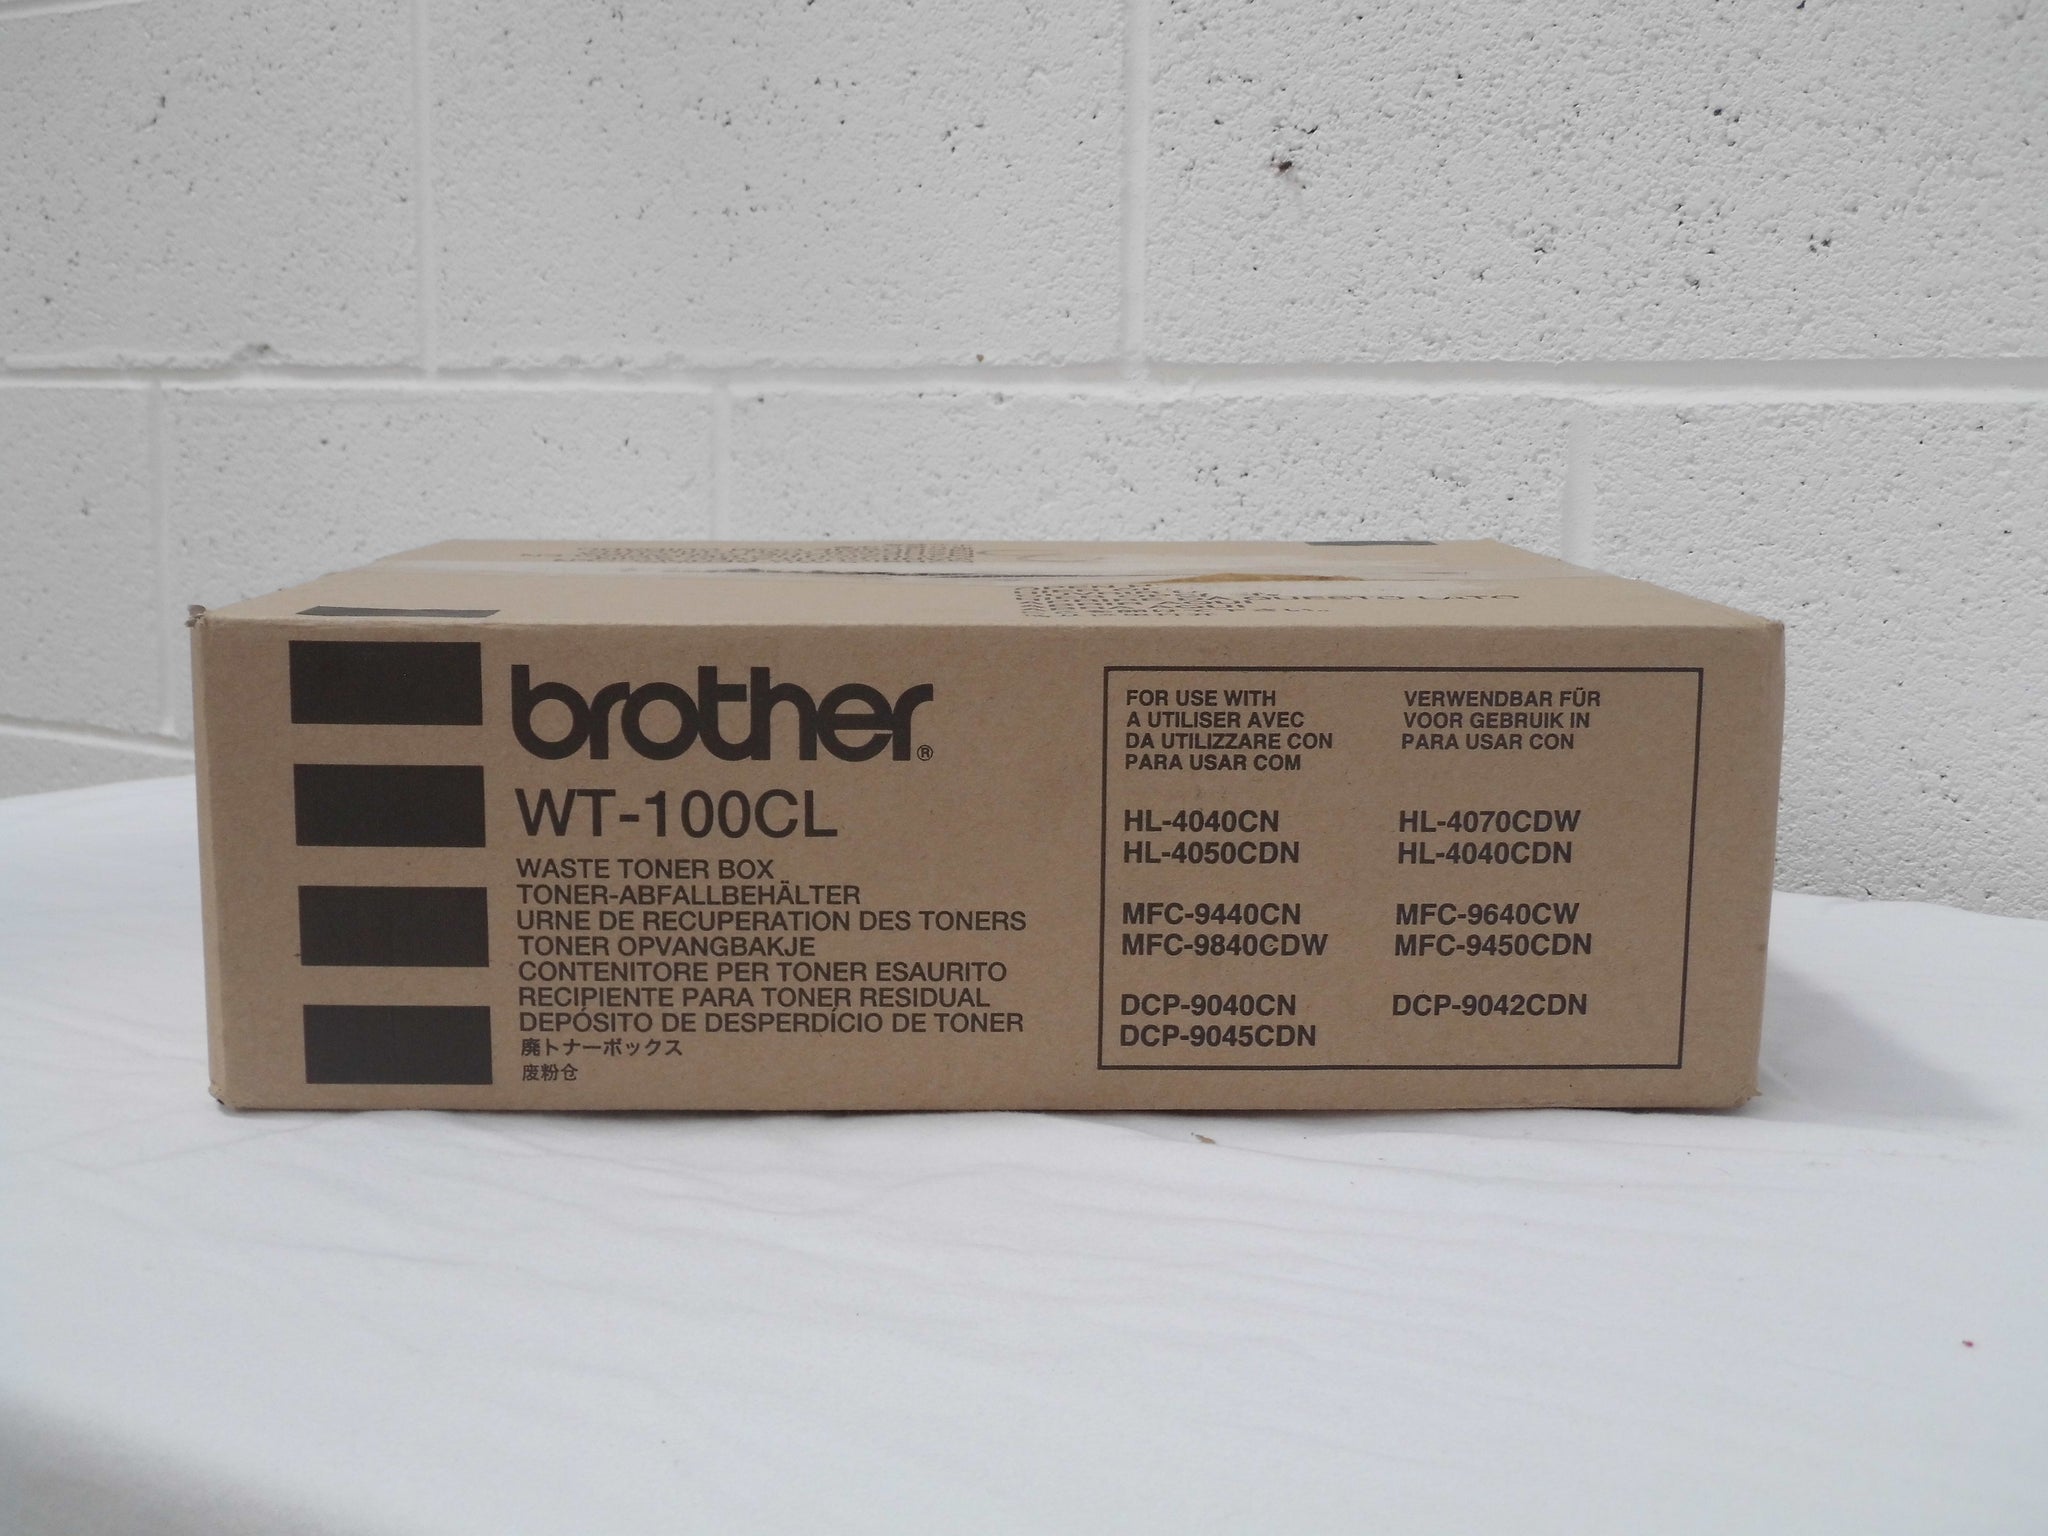 brother®
WT-100CL
WASTE TONER BOX
TONER-ABFALLBEHÄLTER
URNE DE RECUPERATION DES TONERS
TONER OPVANGBAKJE
CONTENITORE PER TONER ESAURITO
RECIPIENTE PARA TONER RESIDUAL
DEPÓSITO DE DESPERDÍCIO DE TONER
廃トナーボックス
废粉仓
FOR USE WITH
A UTILISER AVEC
DA UTILIZZARE CON
PARA USAR COM
VERWENDBAR FÜR
VOOR GEBRUIK IN
PARA USAR CON
HL-4040CN HL-4070CDW
HL-4050CDN HL-4040CDN
MFC-9440CN MFC-9640CW
MFC-9840CDW MFC-9450CDN
DCP-9040CN DCP-9042CDN
DCP-9045CDN